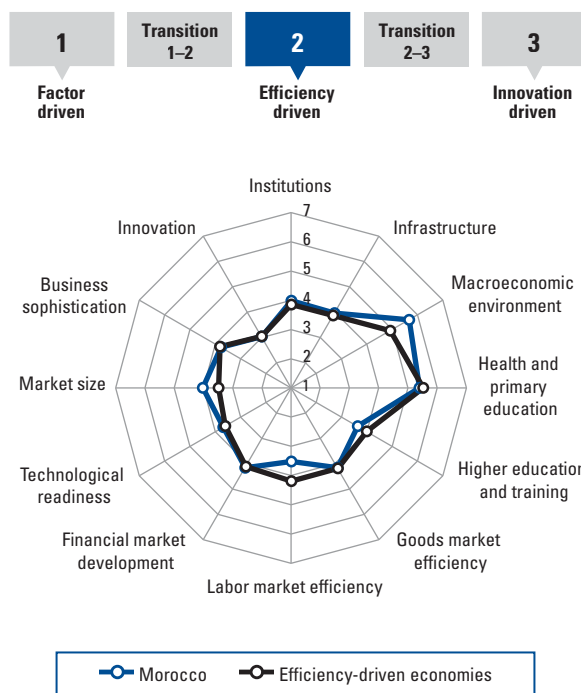 1
Transition
1–2
2
Transition
2–3
3
Factor
driven
Efficiency
driven
Innovation
driven
Institutions
Infrastructure
Macroeconomic
environment
Health and
primary
education
Higher education
and training
Goods market
efficiency
Labor market efficiency
Financial market
development
Technological
readiness
Market size
Business
sophistication
Innovation
7
6
5
4
3
2
1
Morocco
Efficiency-driven economies